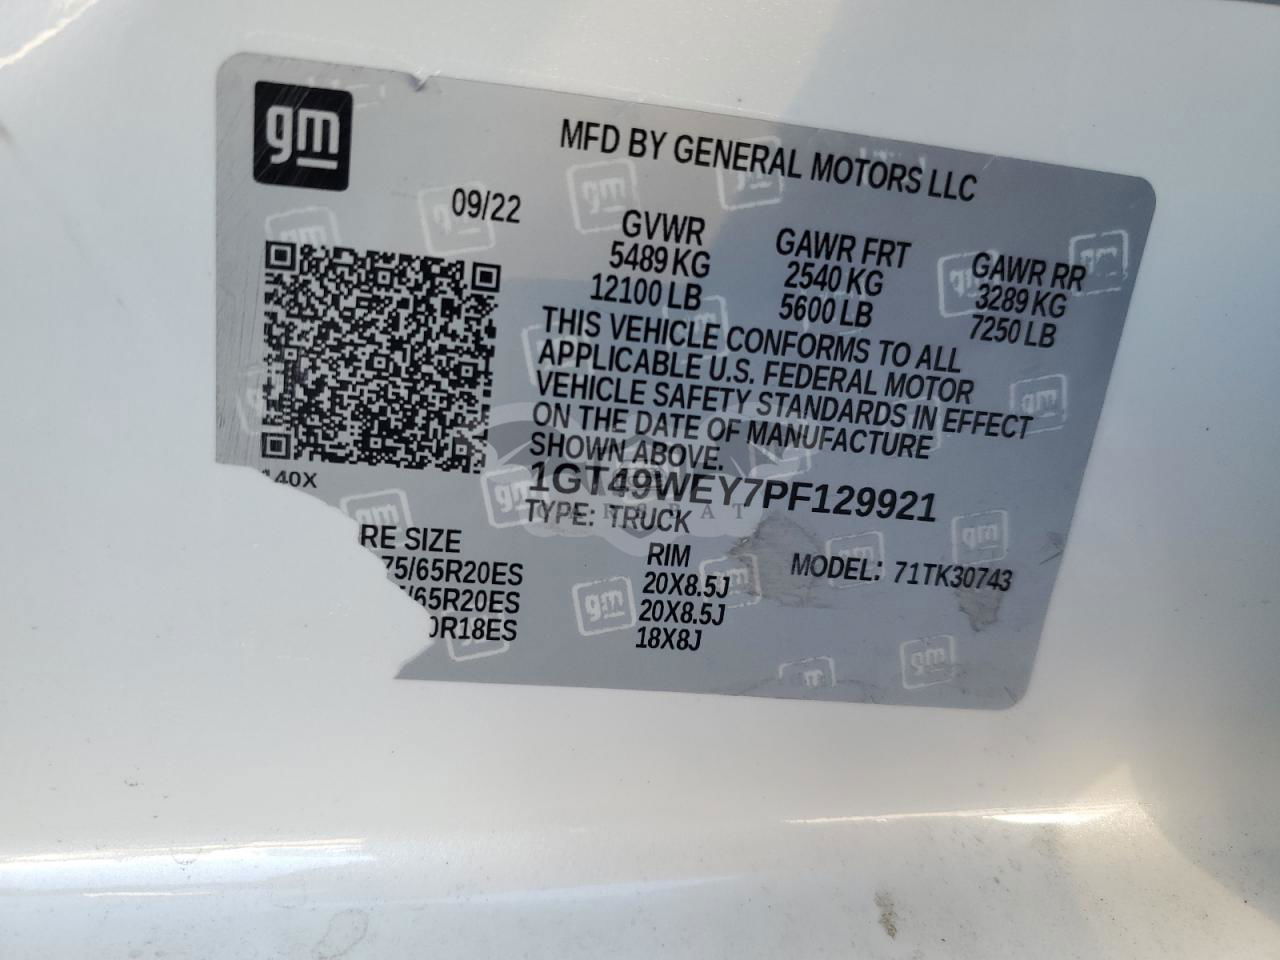 gm
MFD BY GENERAL MOTORS LLC
09/22
GVWR GAWR FRT GAWR RR
5489 KG 2540 KG 3289 KG
12100 LB 5600 LB 7250 LB
THIS VEHICLE CONFORMS TO ALL
APPLICABLE U.S. FEDERAL MOTOR
VEHICLE SAFETY STANDARDS IN EFFECT
ON THE DATE OF MANUFACTURE
SHOWN ABOVE.
1GT49WEY7PF129921
140X
TYPE: TRUCK
RE SIZE RIM MODEL: 71TK30743
75/65R20ES 20X8.5J
/65R20ES 20X8.5J
0R18ES 18X8J